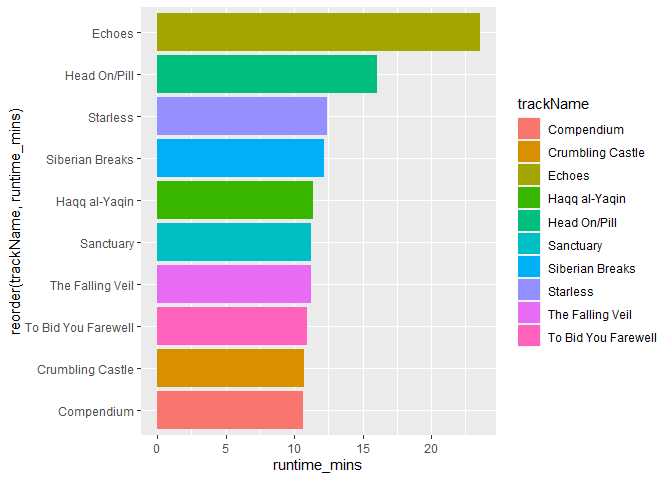 Echoes
Head On/Pill
Starless
Siberian Breaks
Haqq al-Yaqin
Sanctuary
The Falling Veil
To Bid You Farewell
Crumbling Castle
Compendium
reorder(trackName, runtime_mins)
0 5 10 15 20
runtime_mins
trackName
Compendium
Crumbling Castle
Echoes
Haqq al-Yaqin
Head On/Pill
Sanctuary
Siberian Breaks
Starless
The Falling Veil
To Bid You Farewell